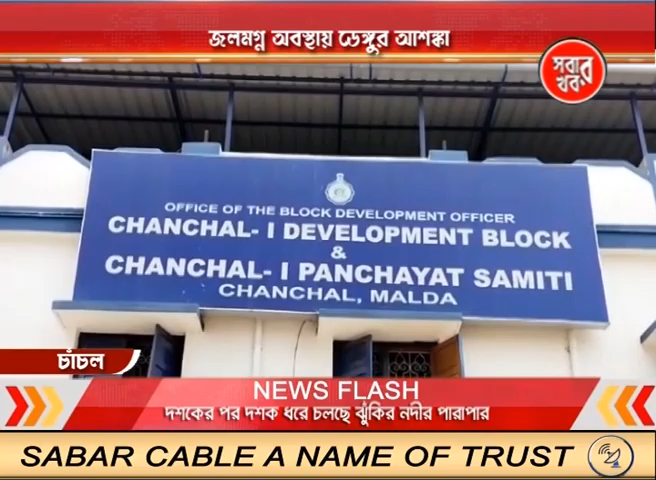 জলমগ্ন অবস্থায় ডেঙ্গুর আশঙ্কা
সবার
খবর
OFFICE OF THE BLOCK DEVELOPMENT OFFICER
CHANCHAL- I DEVELOPMENT BLOCK
&
CHANCHAL- I PANCHAYAT SAMITI
CHANCHAL, MALDA
চাঁচল
NEWS FLASH
দশকের পর দশক ধরে চলছে ঝুঁকির নদীর পারাপার
SABAR CABLE A NAME OF TRUST